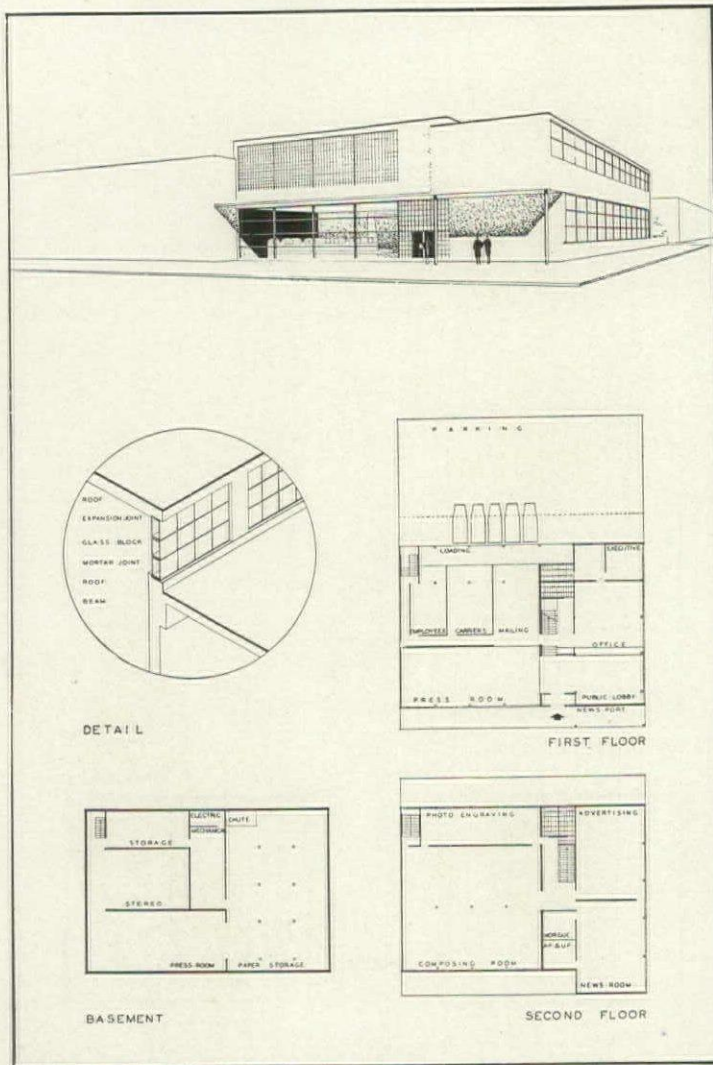 ROOF
EXPANSION JOINT
GLASS BLOCK
MORTAR JOINT
ROOF
BEAM
DETAIL
PARKING
LOADING
EXECUTIVE
EMPLOYEES CARRIERS MAILING
OFFICE
PRESS ROOM
PUBLIC LOBBY
NEWS PORT
FIRST FLOOR
ELECTRIC
CHUTE
MECHANICAL
STORAGE
STEREO
PRESS ROOM PAPER STORAGE
BASEMENT
PHOTO ENGRAVING
ADVERTISING
MORGUE
COMPOSING ROOM
NEWS ROOM
SECOND FLOOR